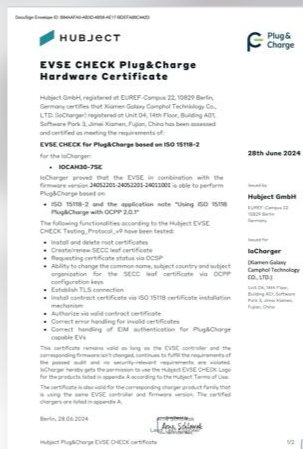 HUBJECT
Plug&
Charge
EVSE CHECK Plug&Charge
Hardware Certificate
Hubject GmbH, registered at EUREF-Campus 22, 10829 Berlin,
Germany certifies that Xiamen Galaxy Camphol Technology Co.,
LTD. (IoCharger) registered at Unit 04, 14th Floor, Building A01,
Software Park 3, Jimei Xiamen, Fujian, China has been assessed
and certified as meeting the requirements of:
EVSE CHECK for Plug&Charge based on ISO 15118-2
for the IoCharger:
• IOCAH30-7SE
IoCharger proved that the EVSE in combination with the
firmware version 24052201-24052201-24011001 is able to perform
Plug&Charge based on
• ISO 15118-2 and the application note "Using ISO 15118
Plug&Charge with OCPP 2.0.1"
The following functionalities according to the Hubject EVSE
CHECK Testing_Protocol_v9 have been tested:
• Install and delete root certificates
• Create/renew SECC leaf certificate
• Requesting certificate status via OCSP
• Ability to change the common name, subject country and subject
organization for the SECC leaf certificate via OCPP
configuration keys
• Establish TLS connection
• Install contract certificate via ISO 15118 certificate installation
mechanism
• Authorize via valid contract certificate
• Correct error handling for invalid certificates
• Correct handling of EIM authentication for Plug&Charge
capable EVs
This certificate remains valid as long as the EVSE controller and the
corresponding firmware isn't changed, continues to fulfil the requirements of
the passed audit and no security-relevant requirements are violated.
IoCharger hereby gets the permission to use the Hubject EVSE CHECK Logo
for the products listed in appendix A according to the Hubject Terms of Use.
The certificate is also valid for the corresponding charger product family that
is using the same EVSE controller and firmware version. The certified
chargers are listed in appendix A.
Berlin, 28.06.2024
28th June 2024
Issued by
Hubject GmbH
EUREF-Campus 22
10829 Berlin
Germany
Issued for
IoCharger
(Xiamen Galaxy
Camphol Technology
CO., LTD.)
Unit 04, 14th Floor,
Building A01, Software
Park 3, Jimei Xiamen,
Fujian, China
Hubject Plug&Charge EVSE CHECK certificate
1/2